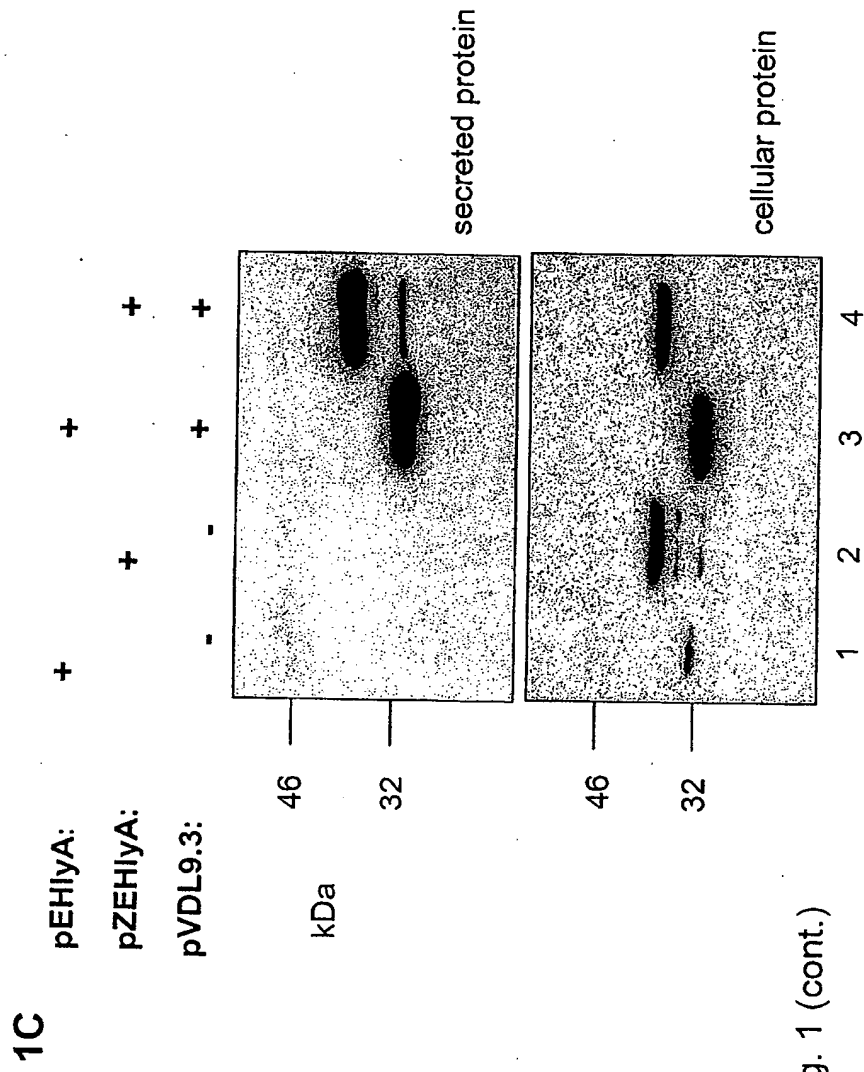 1C
pEHlyA: + +
pZEHlyA: + +
pVDL9.3: - - + +
kDa
46
32
secreted protein
46
32
cellular protein
1 2 3 4
g. 1 (cont.)